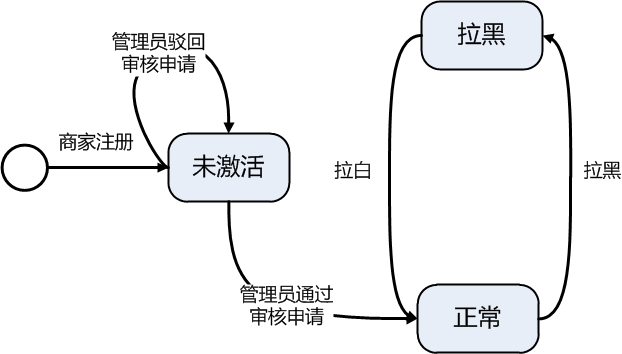 管理员驳回
审核申请
拉黑
商家注册
未激活
拉白
拉黑
管理员通过
审核申请
正常